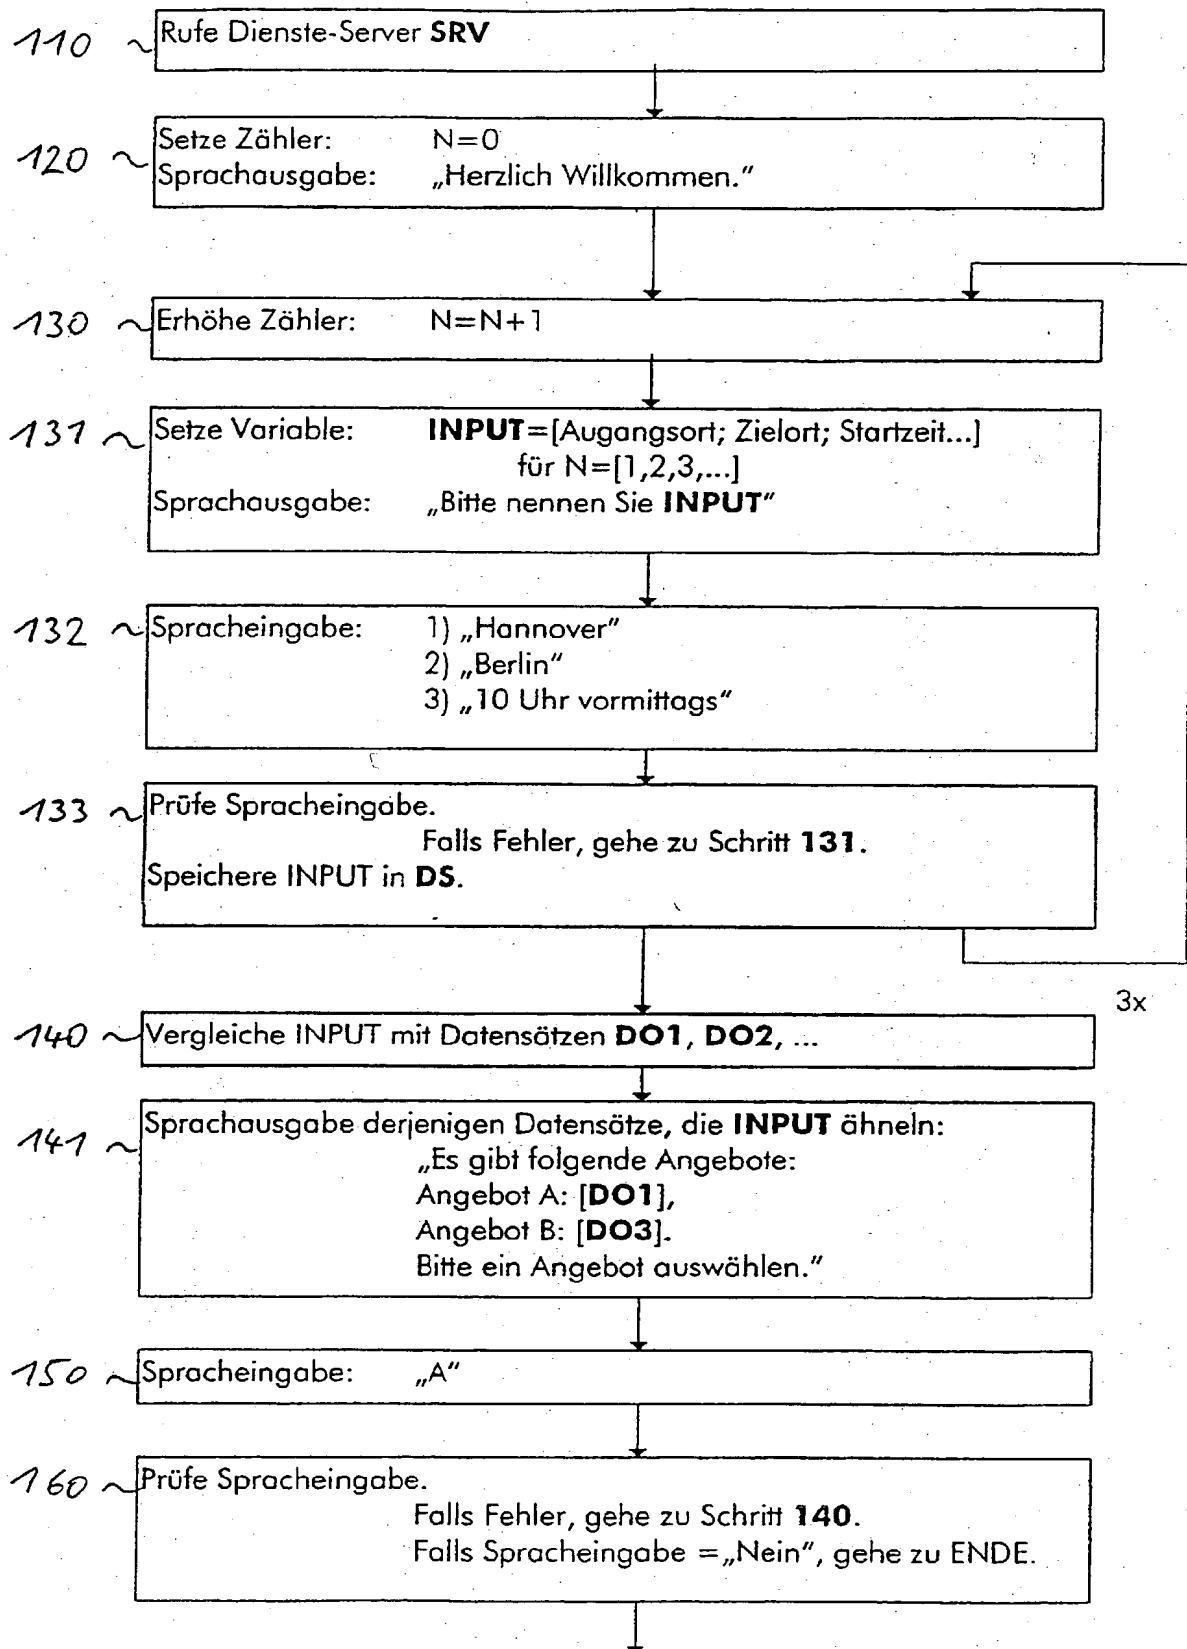 110 Rufe Dienste-Server SRV
120 Setze Zähler: N=0
Sprachausgabe: „Herzlich Willkommen."
130 Erhöhe Zähler: N=N+1
131 Setze Variable: INPUT=[Augangsort; Zielort; Startzeit...]
für N=[1,2,3,...]
Sprachausgabe: „Bitte nennen Sie INPUT"
132 Spracheingabe: 1) „Hannover"
2) „Berlin"
3) „10 Uhr vormittags"
133 Prüfe Spracheingabe.
Falls Fehler, gehe zu Schritt 131.
Speichere INPUT in DS.
3x
140 Vergleiche INPUT mit Datensätzen DO1, DO2, ...
141 Sprachausgabe derjenigen Datensätze, die INPUT ähneln:
„Es gibt folgende Angebote:
Angebot A: [DO1],
Angebot B: [DO3].
Bitte ein Angebot auswählen."
150 Spracheingabe: „A"
160 Prüfe Spracheingabe.
Falls Fehler, gehe zu Schritt 140.
Falls Spracheingabe =„Nein", gehe zu ENDE.